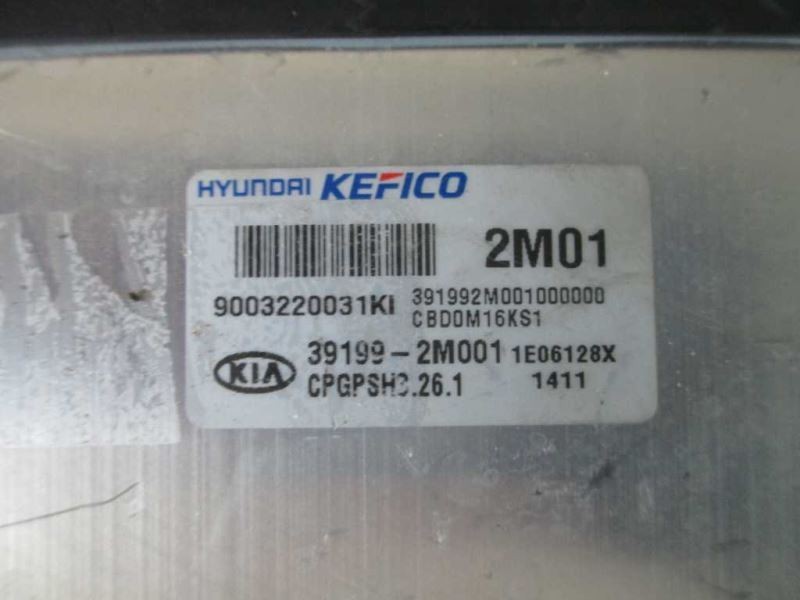 HYUNDAI KEFICO
2M01
9003220031KI
391992M001000000
CBD0M16KS1
KIA
39199-2M001 1E06128X
1411